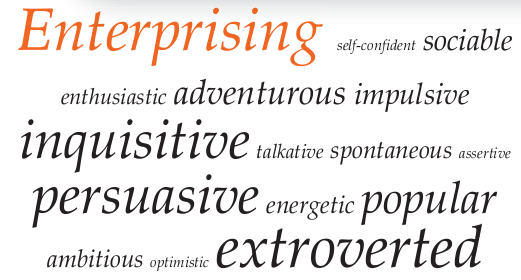 Enterprising self-confident sociable
enthusiastic adventurous impulsive
inquisitive talkative spontaneous assertive
persuasive energetic popular
ambitious optimistic extroverted